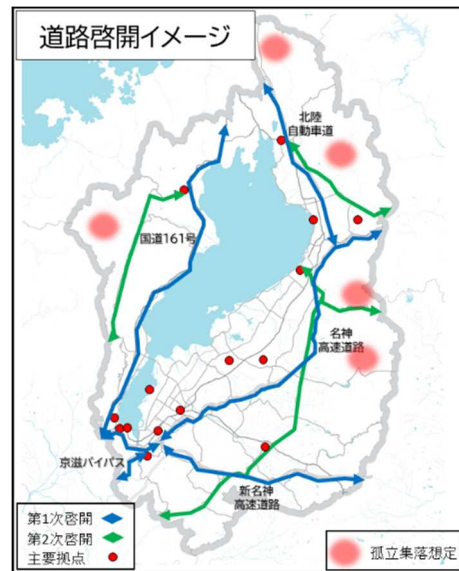 道路啓開イメージ
北陸
自動車道
国道161号
名神
高速道路
京滋バイパス
新名神
高速道路
第1次啓開
第2次啓開
主要拠点
孤立集落想定